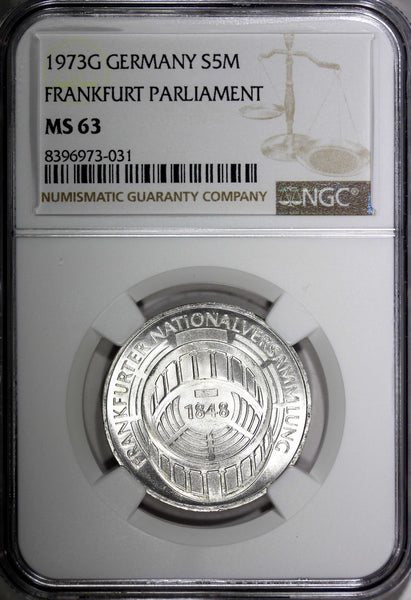 1973G GERMANY S5M
FRANKFURT PARLIAMENT
MS 63
8396973-031
NUMISMATIC GUARANTY COMPANY
NGC®
FRANKFURTER NATIONALVERSAMMLUNG
1848